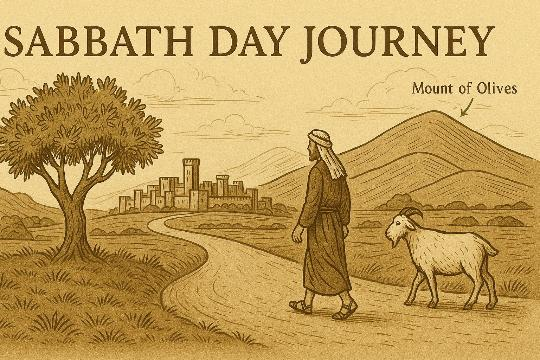 SABBATH DAY JOURNEY
Mount of Olives